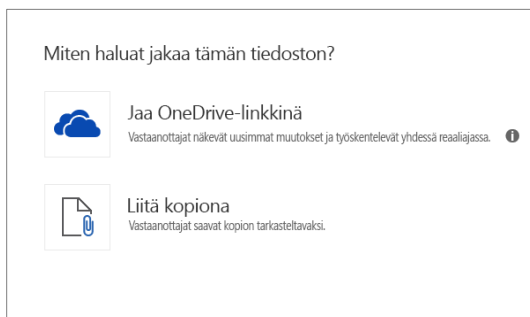 Miten haluat jakaa tämän tiedoston?
Jaa OneDrive-linkkinä
Vastaanottajat näkevät uusimmat muutokset ja työskentelevät yhdessä reaaliajassa.
Liitä kopiona
Vastaanottajat saavat kopion tarkasteltavaksi.